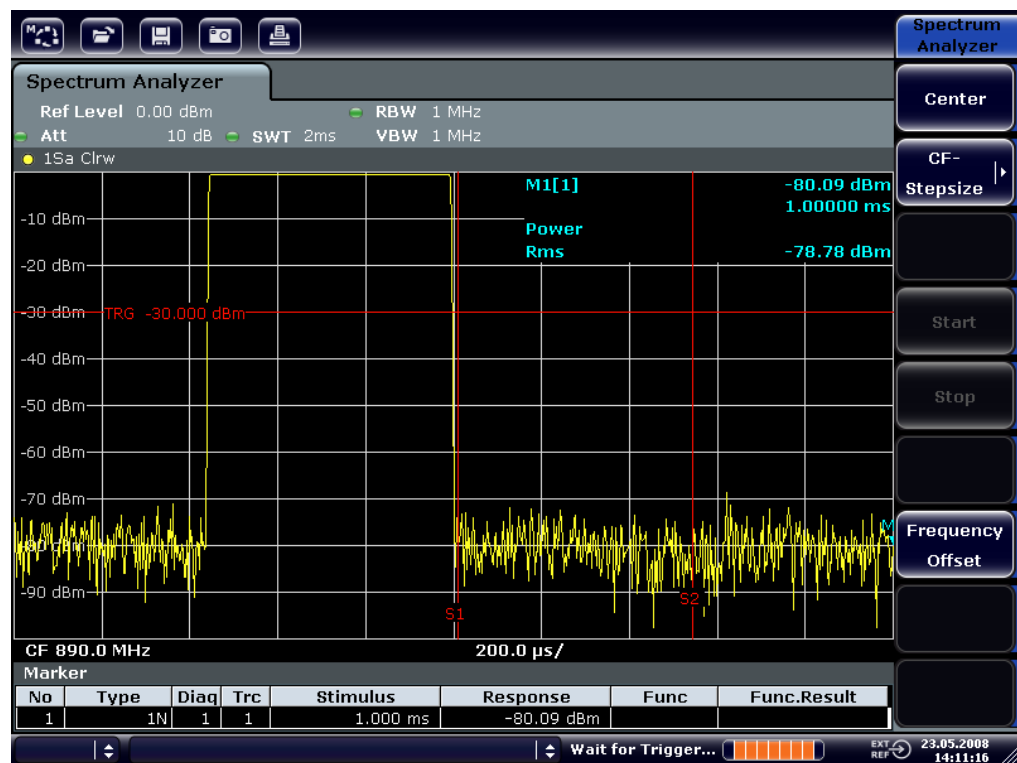 Spectrum
Analyzer
Spectrum Analyzer
Ref Level 0.00 dBm RBW 1 MHz
Att 10 dB SWT 2ms VBW 1 MHz
1Sa Clrw
M1[1] -80.09 dBm
1.00000 ms
Power
Rms -78.78 dBm
-10 dBm
-20 dBm
-30 dBm
TRG -30.000 dBm
-40 dBm
-50 dBm
-60 dBm
-70 dBm
-80 dBm
-90 dBm
S1
S2
CF 890.0 MHz 200.0 µs/
Marker
No Type Diag Trc Stimulus Response Func Func.Result
1 1N 1 1 1.000 ms -80.09 dBm
Wait for Trigger...
EXT
REF
23.05.2008
14:11:16
Center
CF-
Stepsize
Start
Stop
Frequency
Offset